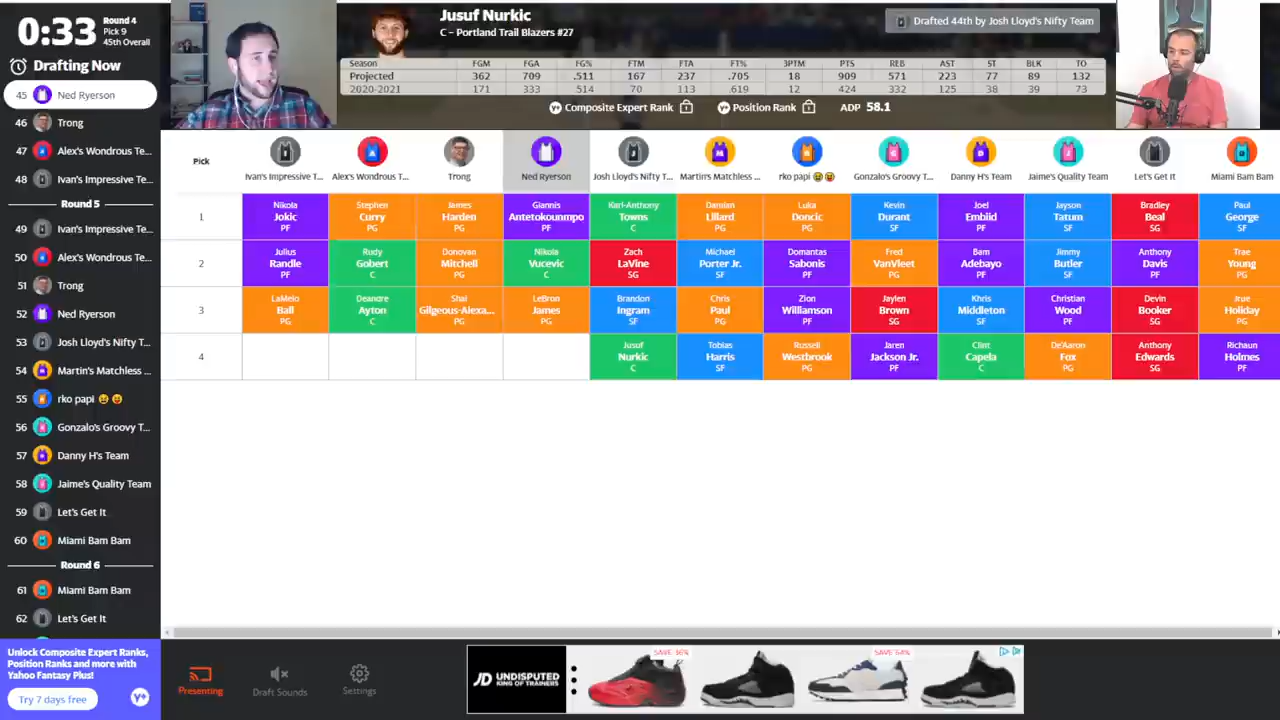 0:33
Round 4
Pick 9
45th Overall
Drafting Now
45 Ned Ryerson
46 Trong
47 Alex's Wondrous Te...
48 Ivan's Impressive Te...
Round 5
49 Ivan's Impressive Te...
50 Alex's Wondrous Te...
51 Trong
52 Ned Ryerson
53 Josh Lloyd's Nifty T...
54 Martin's Matchless ...
55 rko papi 😢 😝
56 Gonzalo's Groovy T...
57 Danny H's Team
58 Jaime's Quality Team
59 Let's Get It
60 Miami Bam Bam
Round 6
61 Miami Bam Bam
62 Let's Get It
Unlock Composite Expert Ranks,
Position Ranks and more with
Yahoo Fantasy Plus!
Try 7 days free
Y+
Jusuf Nurkic
C – Portland Trail Blazers #27
Drafted 44th by Josh Lloyd's Nifty Team
Season FGM FGA FG% FTM FTA FT% 3PTM PTS REB AST ST BLK TO
Projected 362 709 .511 167 237 .705 18 909 571 223 77 89 132
2020-2021 171 333 .514 70 113 .619 12 424 332 125 38 39 73
Y+ Composite Expert Rank Y+ Position Rank ADP 58.1
Pick Ivan's Impressive T... Alex's Wondrous T... Trong Ned Ryerson Josh Lloyd's Nifty T... Martin's Matchless ... rko papi 😢 😝 Gonzalo's Groovy T... Danny H's Team Jaime's Quality Team Let's Get It Miami Bam Bam
Nikola Stephen James Giannis Karl-Anthony Damian Luka Kevin Joel Jayson Bradley Paul
1 Jokic Curry Harden Antetokounmpo Towns Lillard Doncic Durant Embiid Tatum Beal George
PF PG PG PF C PG PG SF PF SF SG SF
Julius Rudy Donovan Nikola Zach Michael Domantas Fred Bam Jimmy Anthony Trae
2 Randle Gobert Mitchell Vucevic LaVine Porter Jr. Sabonis VanVleet Adebayo Butler Davis Young
PF C PG C SG SF PF PG PF SF PF PG
LaMelo Deandre Shai LeBron Brandon Chris Zion Jaylen Khris Christian Devin Jrue
3 Ball Ayton Gilgeous-Alexa... James Ingram Paul Williamson Brown Middleton Wood Booker Holiday
PG C PG PG SF PG PF SG SF PF SG PG
Jusuf Tobias Russell Jaren Clint De'Aaron Anthony Richaun
4 Nurkic Harris Westbrook Jackson Jr. Capela Fox Edwards Holmes
C SF PG PF C PG SG PF
Presenting
Draft Sounds
Settings
JD UNDISPUTED
KING OF TRAINERS
SAVE 16%
SAVE 64%